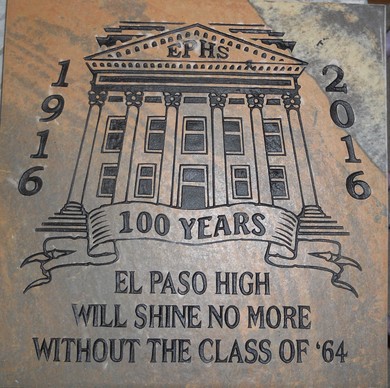 EPHS
1916
2016
100 YEARS
EL PASO HIGH
WILL SHINE NO MORE
WITHOUT THE CLASS OF '64